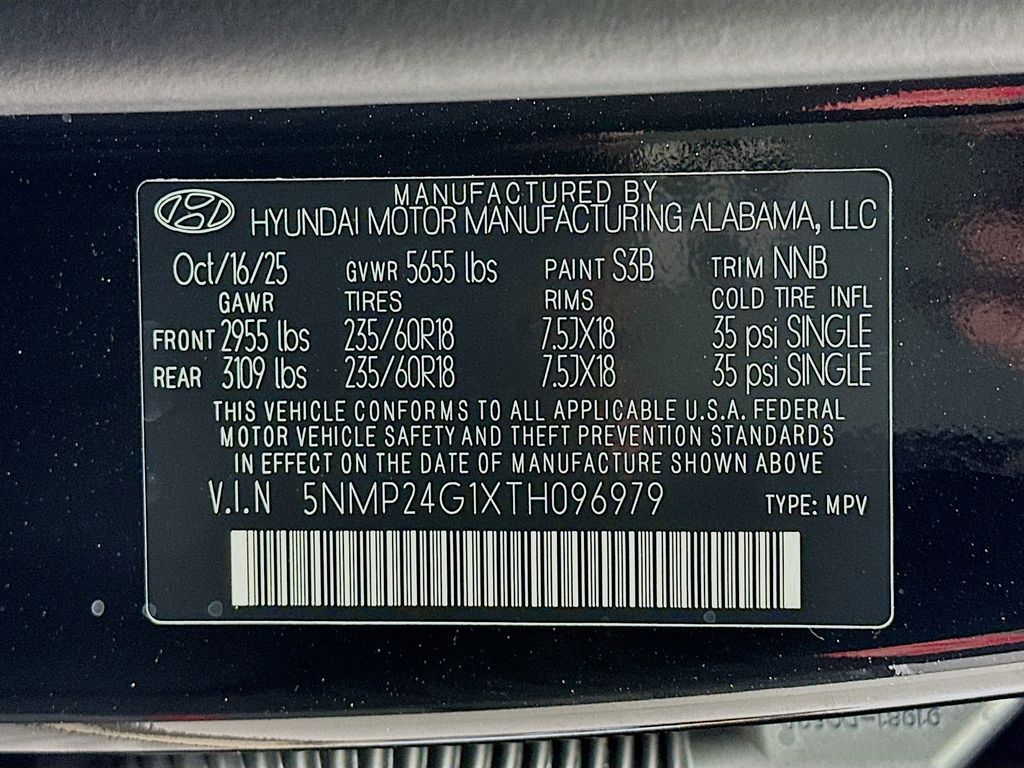 MANUFACTURED BY
HYUNDAI MOTOR MANUFACTURING ALABAMA, LLC
Oct/16/25 GVWR 5655 lbs PAINT S3B TRIM NNB
GAWR TIRES RIMS COLD TIRE INFL
FRONT 2955 lbs 235/60R18 7.5JX18 35 psi SINGLE
REAR 3109 lbs 235/60R18 7.5JX18 35 psi SINGLE
THIS VEHICLE CONFORMS TO ALL APPLICABLE U.S.A. FEDERAL
MOTOR VEHICLE SAFETY AND THEFT PREVENTION STANDARDS
IN EFFECT ON THE DATE OF MANUFACTURE SHOWN ABOVE
V.I.N 5NMP24G1XTH096979 TYPE: MPV